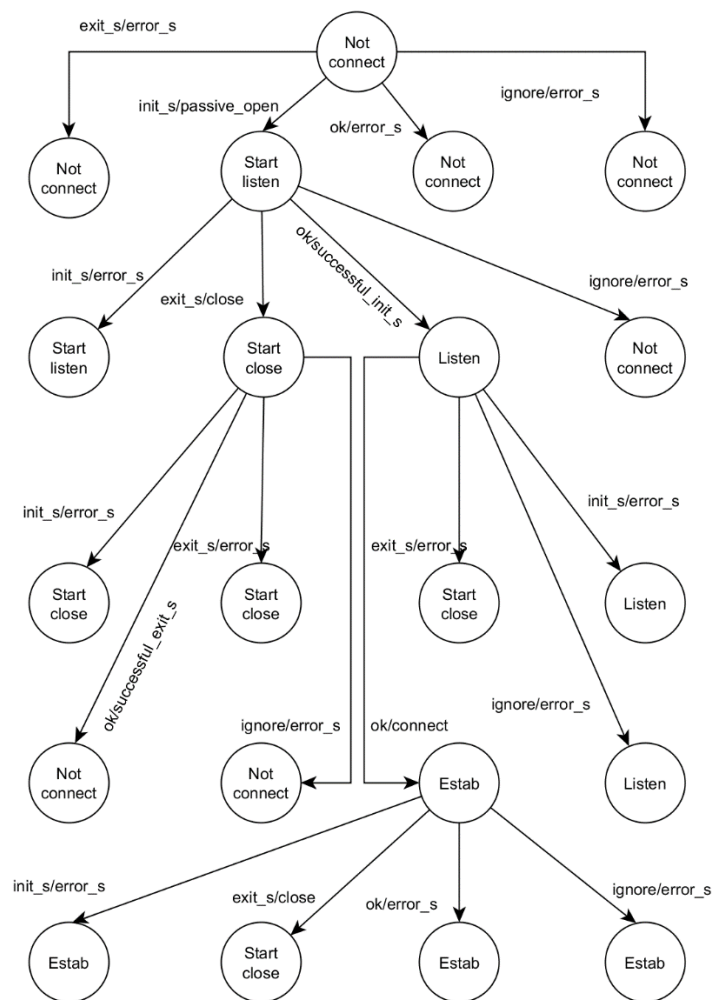 exit_s/error_s
Not
connect
init_s/passive_open
ok/error_s
ignore/error_s
Not
connect
Start
listen
Not
connect
Not
connect
init_s/error_s
exit_s/close
ok/successful_init_s
ignore/error_s
Start
listen
Start
close
Listen
Not
connect
init_s/error_s
exit_s/error_s
exit_s/error_s
init_s/error_s
Start
close
Start
close
Start
close
Listen
ok/successful_exit_s
ignore/error_s
ok/connect
ignore/error_s
Not
connect
Not
connect
Estab
Listen
init_s/error_s
exit_s/close
ok/error_s
ignore/error_s
Estab
Start
close
Estab
Estab